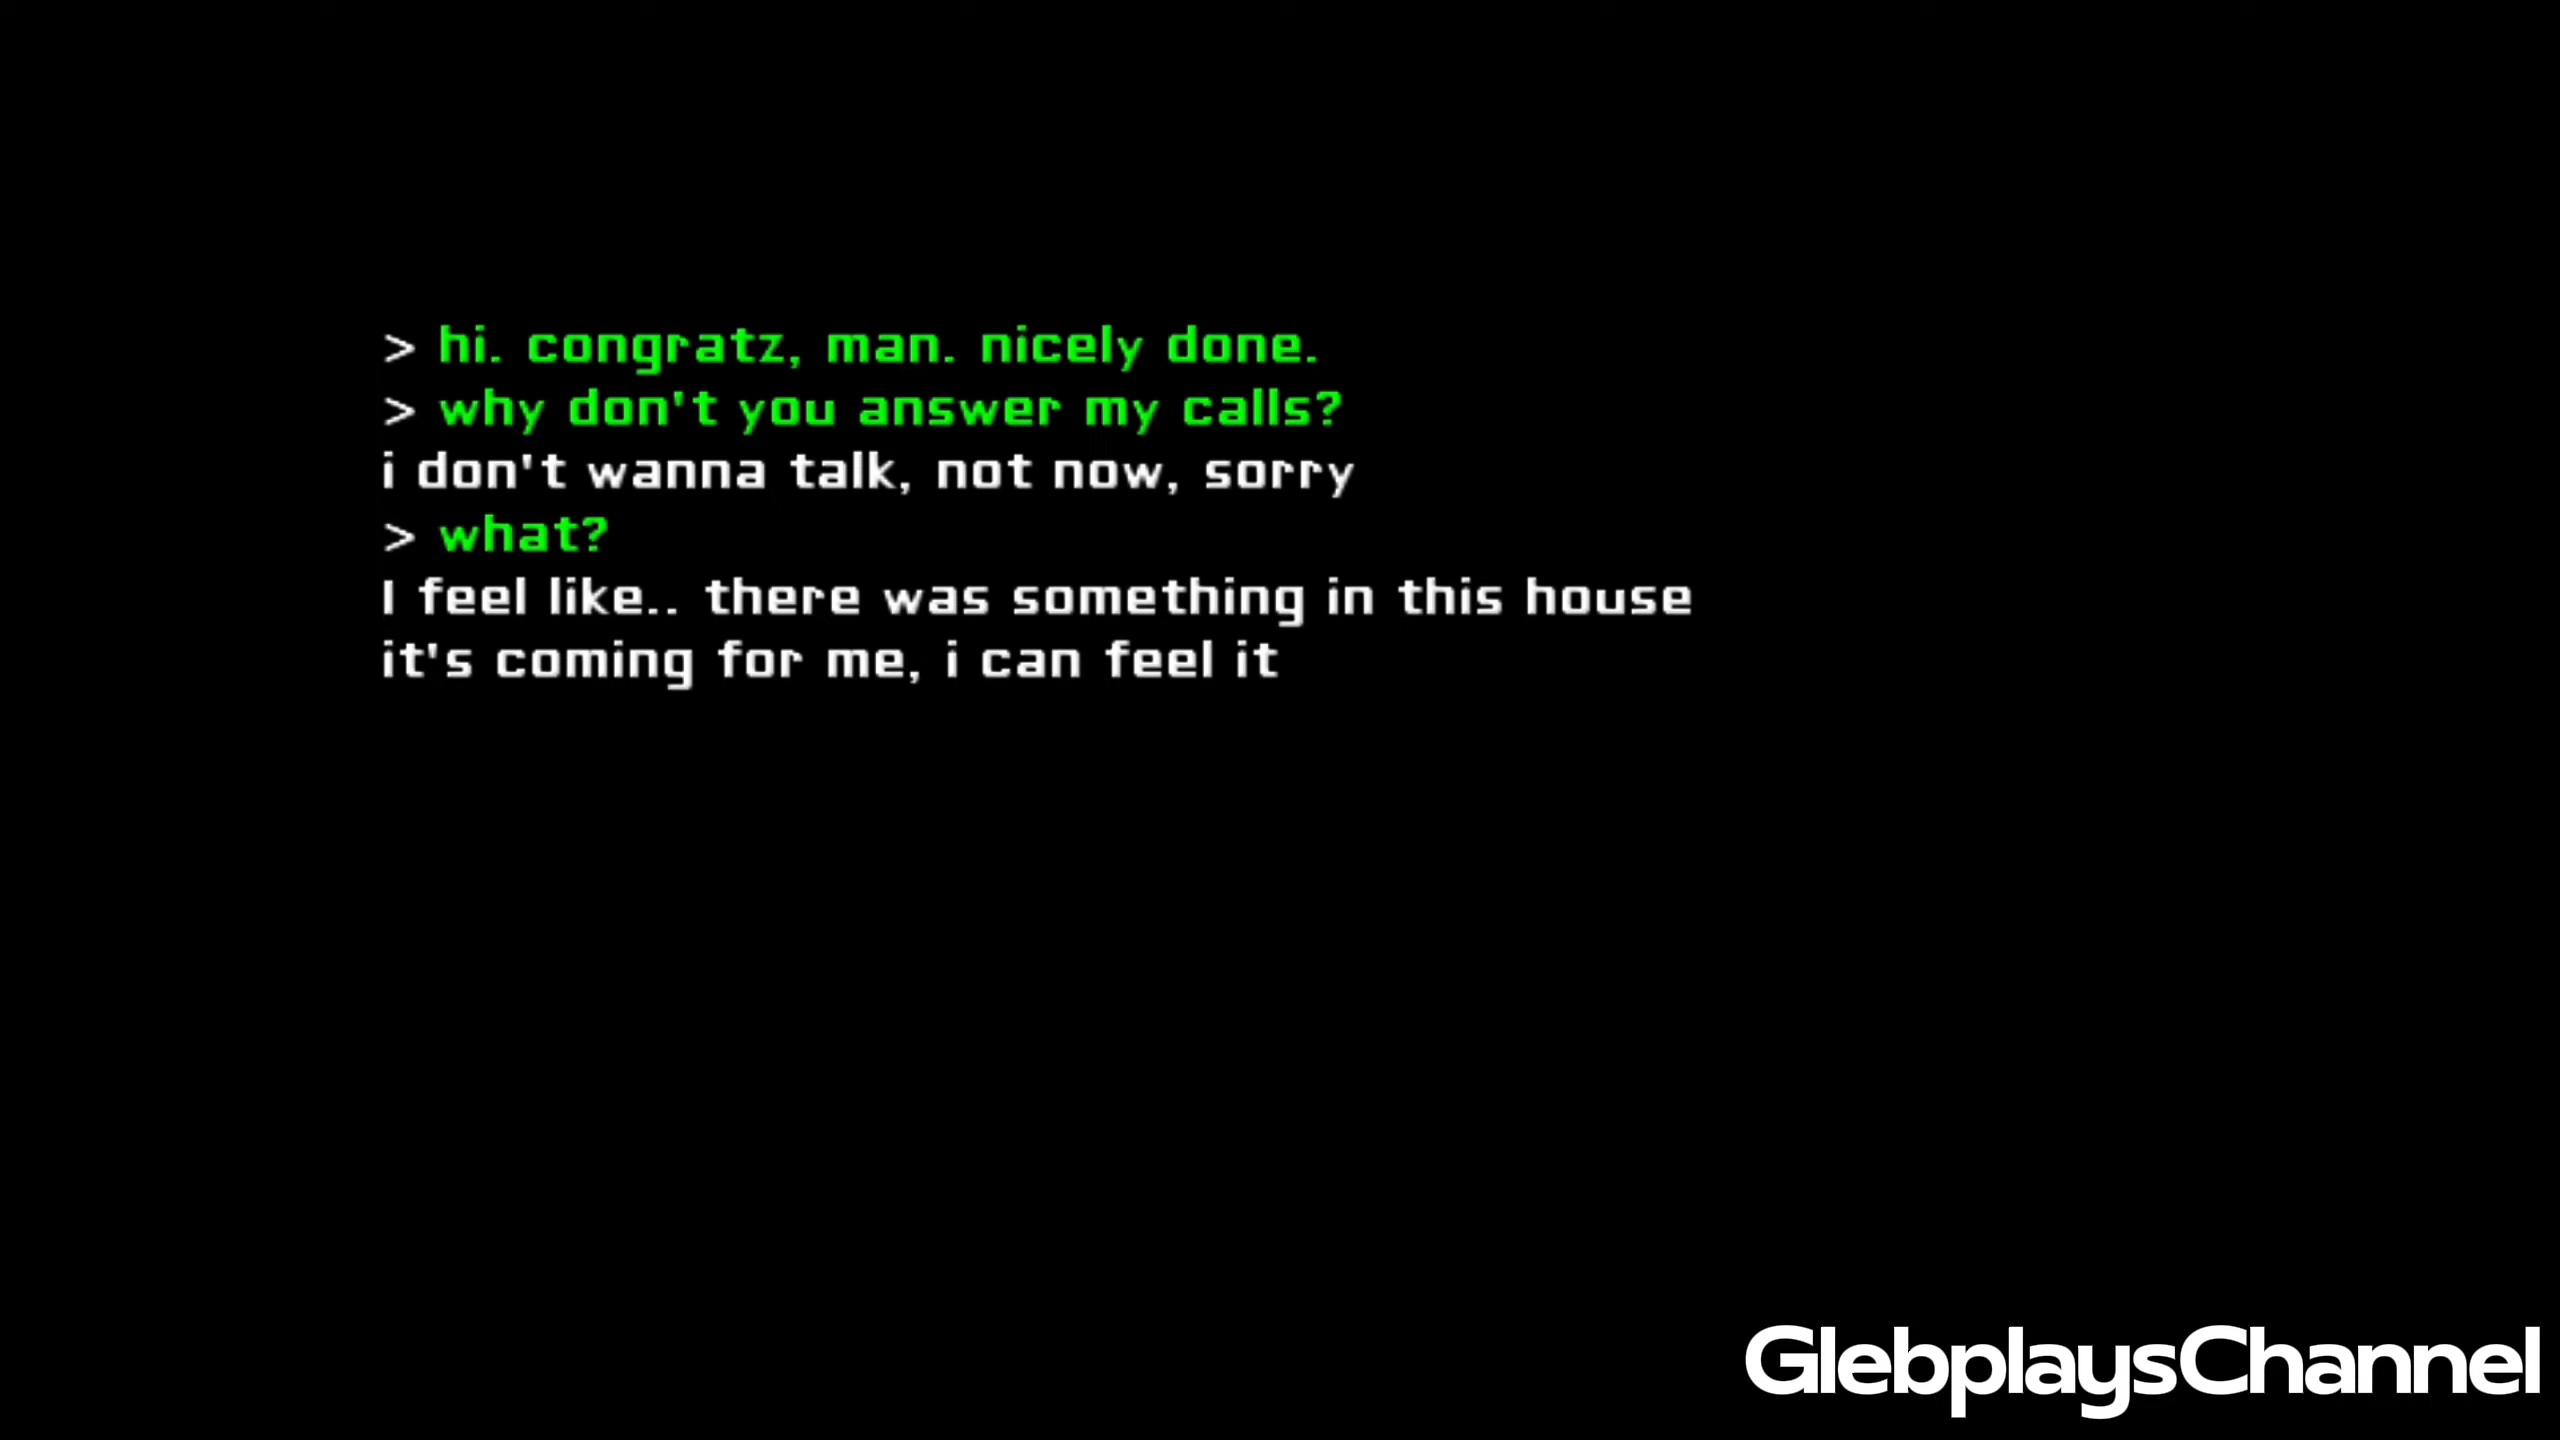 > hi. congratz, man. nicely done.
> why don't you answer my calls?
i don't wanna talk, not now, sorry
> what?
I feel like.. there was something in this house
it's coming for me, i can feel it
GlebplaysChannel